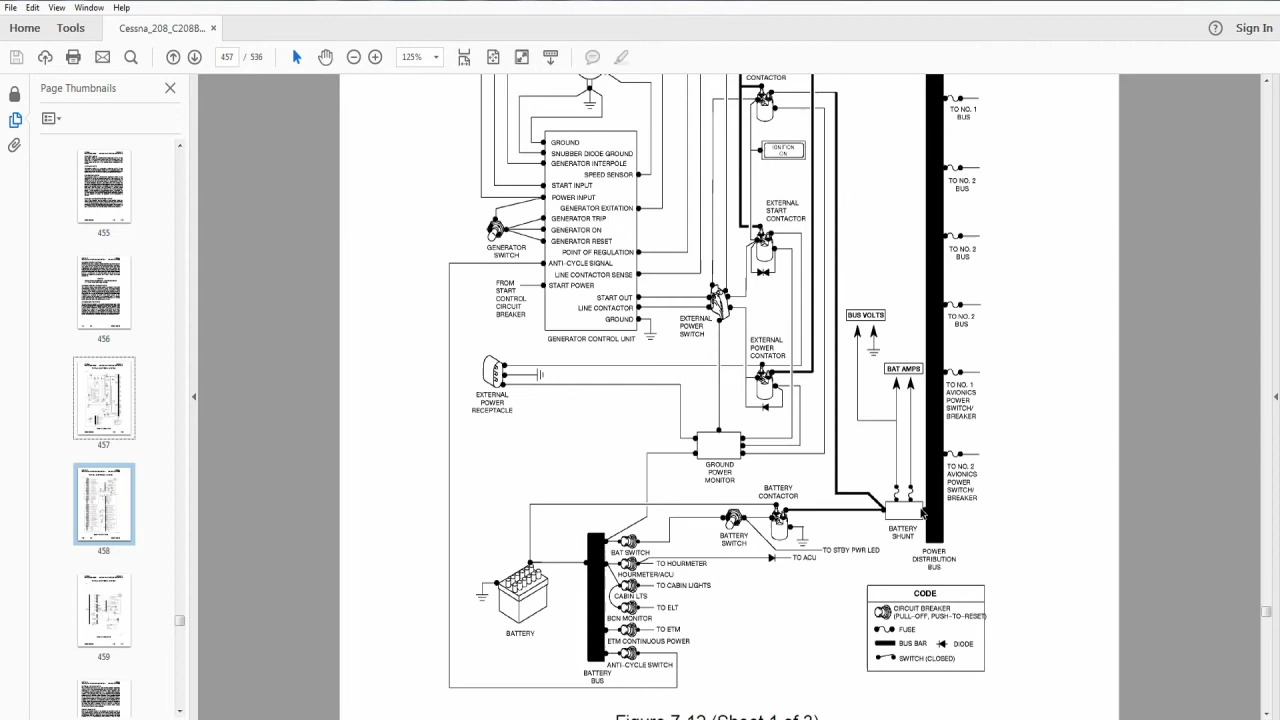 File Edit View Window Help
Home Tools Cessna_208_C208B... × Sign In
457 / 536 125%
Page Thumbnails
455
456
457
458
459
CONTACTOR
TO NO. 1
BUS
GROUND
SNUBBER DIODE GROUND
GENERATOR INTERPOLE
SPEED SENSOR
START INPUT
POWER INPUT
GENERATOR EXITATION
GENERATOR TRIP
GENERATOR ON
GENERATOR RESET
POINT OF REGULATION
ANTI-CYCLE SIGNAL
LINE CONTACTOR SENSE
START POWER
START OUT
LINE CONTACTOR
GROUND
GENERATOR CONTROL UNIT
GENERATOR
SWITCH
FROM
START
CONTROL
CIRCUIT
BREAKER
IGNITION
ON
EXTERNAL
START
CONTACTOR
TO NO. 2
BUS
TO NO. 2
BUS
TO NO. 2
BUS
EXTERNAL
POWER
SWITCH
BUS VOLTS
EXTERNAL
POWER
CONTATOR
BAT AMPS
EXTERNAL
POWER
RECEPTACLE
TO NO. 1
AVIONICS
POWER
SWITCH/
BREAKER
GROUND
POWER
MONITOR
TO NO. 2
AVIONICS
POWER
SWITCH/
BREAKER
BATTERY
CONTACTOR
BATTERY
SWITCH
BATTERY
SHUNT
POWER
DISTRIBUTION
BUS
TO STBY PWR LED
TO ACU
BAT SWITCH
TO HOURMETER
HOURMETER/ACU
TO CABIN LIGHTS
CABIN LTS
TO ELT
BCN MONITOR
TO ETM
ETM CONTINUOUS POWER
ANTI-CYCLE SWITCH
BATTERY
BATTERY
BUS
CODE
CIRCUIT BREAKER
(PULL-OFF, PUSH-TO-RESET)
FUSE
BUS BAR DIODE
SWITCH (CLOSED)
Figure 7-12 (Sheet 1 of 3)